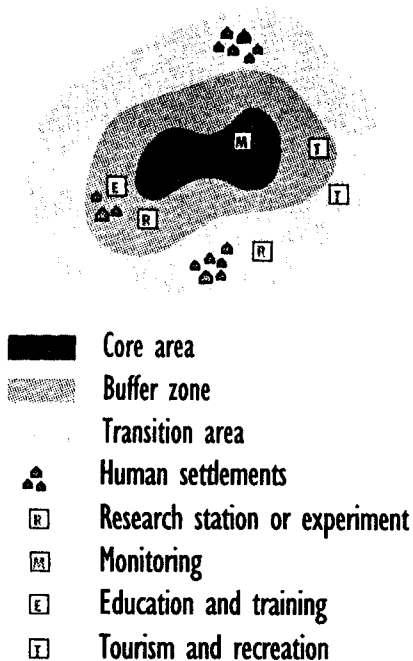 M
T
E
T
R
R
Core area
Buffer zone
Transition area
Human settlements
R Research station or experiment
M Monitoring
E Education and training
T Tourism and recreation